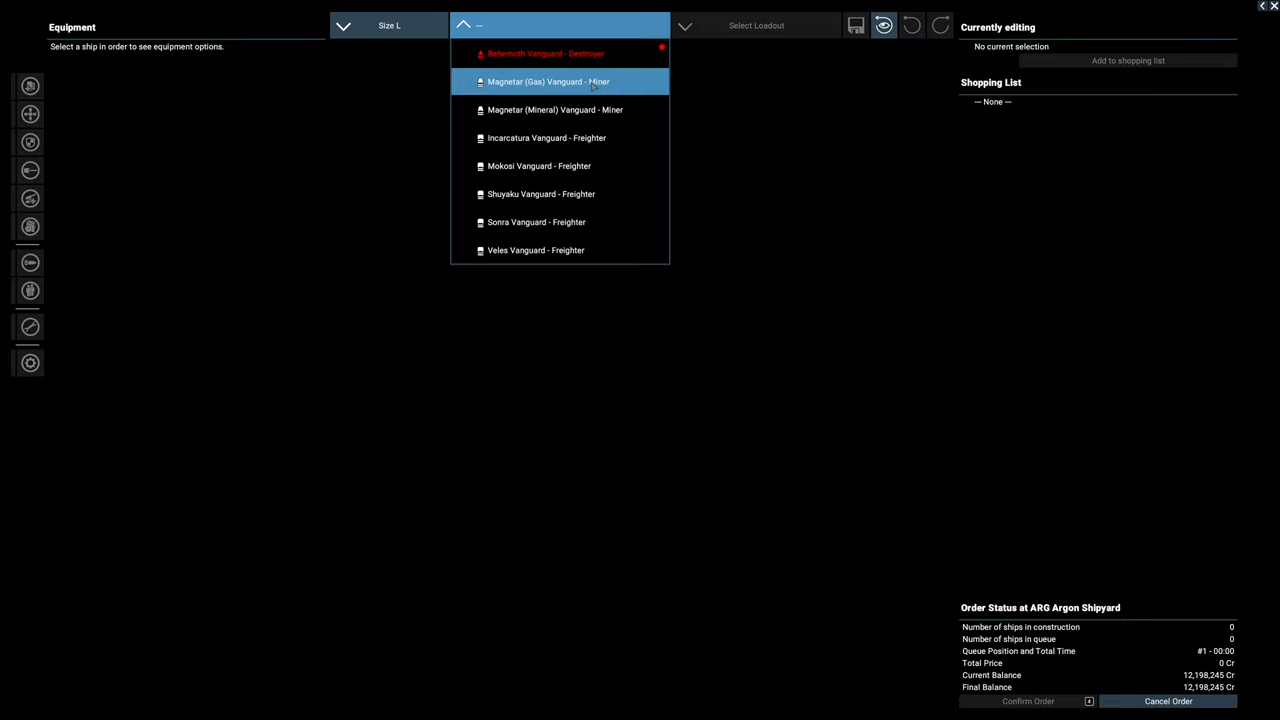 Equipment
Select a ship in order to see equipment options.
Size L
—
Select Loadout
Behemoth Vanguard - Destroyer
Magnetar (Gas) Vanguard - Miner
Magnetar (Mineral) Vanguard - Miner
Incarcatura Vanguard - Freighter
Mokosi Vanguard - Freighter
Shuyaku Vanguard - Freighter
Sonra Vanguard - Freighter
Veles Vanguard - Freighter
Currently editing
No current selection
Add to shopping list
Shopping List
— None —
Order Status at ARG Argon Shipyard
Number of ships in construction 0
Number of ships in queue 0
Queue Position and Total Time #1 - 00:00
Total Price 0 Cr
Current Balance 12,198,245 Cr
Final Balance 12,198,245 Cr
Confirm Order 4 Cancel Order